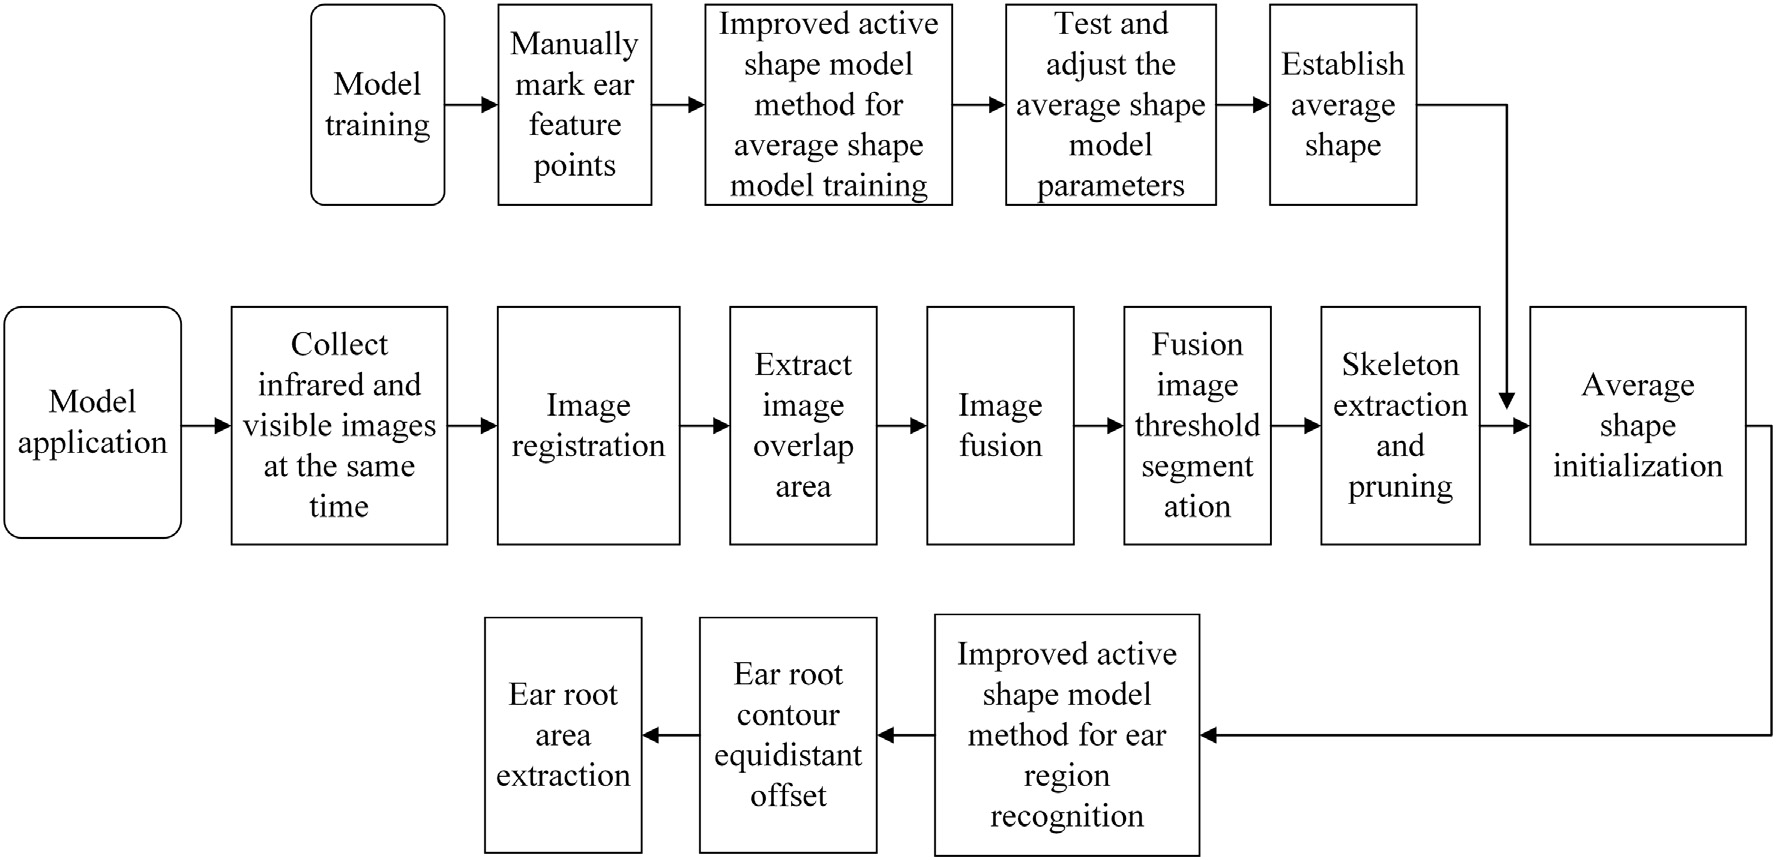 Model
training
Manually
mark ear
feature
points
Improved active
shape model
method for
average shape
model training
Test and
adjust the
average shape
model
parameters
Establish
average
shape
Model
application
Collect
infrared and
visible images
at the same
time
Image
registration
Extract
image
overlap
area
Image
fusion
Fusion
image
threshold
segment
ation
Skeleton
extraction
and
pruning
Average
shape
initialization
Ear root
area
extraction
Ear root
contour
equidistant
offset
Improved active
shape model
method for ear
region
recognition